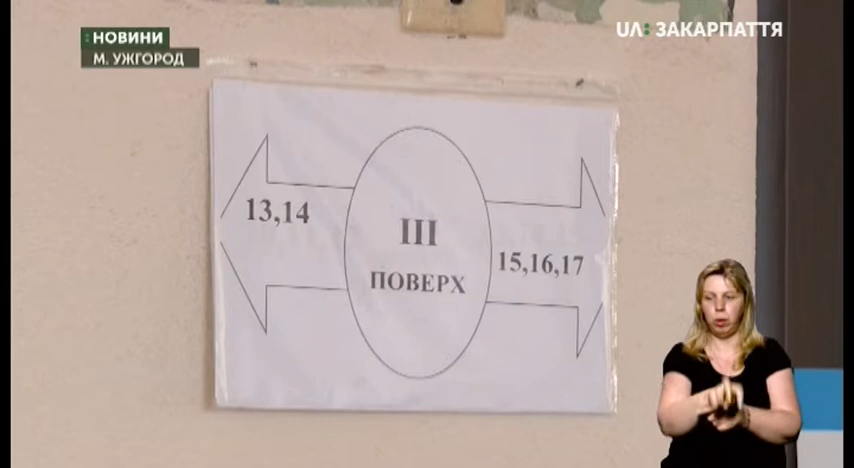 НОВИНИ
М. УЖГОРОД
UA: ЗАКАРПАТТЯ
13,14
III
ПОВЕРХ
15,16,17